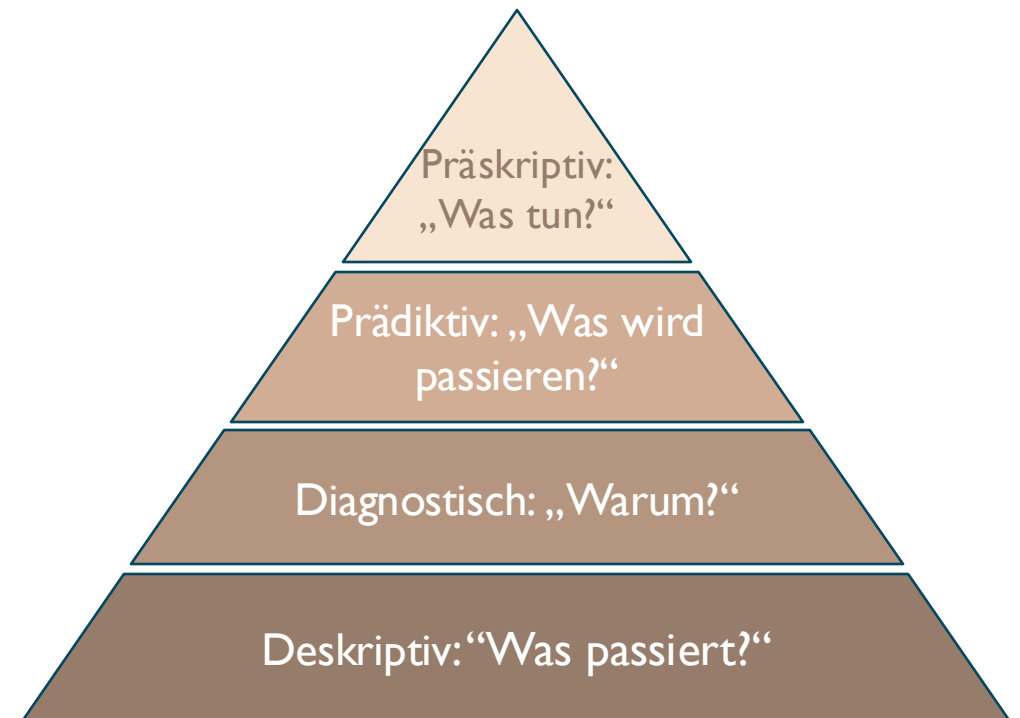 Präskriptiv:
„Was tun?“
Prädiktiv: „Was wird
passieren?“
Diagnostisch: „Warum?“
Deskriptiv: “Was passiert?“